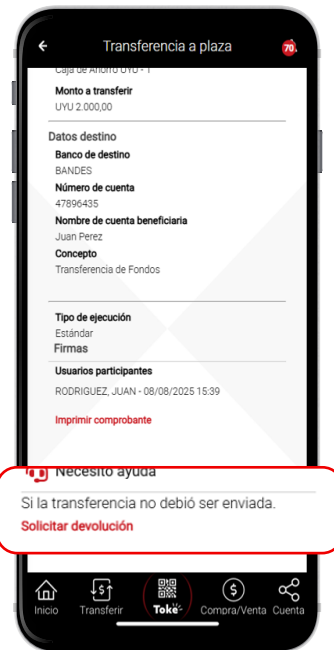 Transferencia a plaza
70
Caja de Ahorro UYU - 1
Monto a transferir
UYU 2.000,00
Datos destino
Banco de destino
BANDES
Número de cuenta
47896435
Nombre de cuenta beneficiaria
Juan Perez
Concepto
Transferencia de Fondos
Tipo de ejecución
Estándar
Firmas
Usuarios participantes
RODRIGUEZ, JUAN - 08/08/2025 15:39
Imprimir comprobante
Necesito ayuda
Si la transferencia no debió ser enviada.
Solicitar devolución
Inicio Transferir Toke Compra/Venta Cuenta